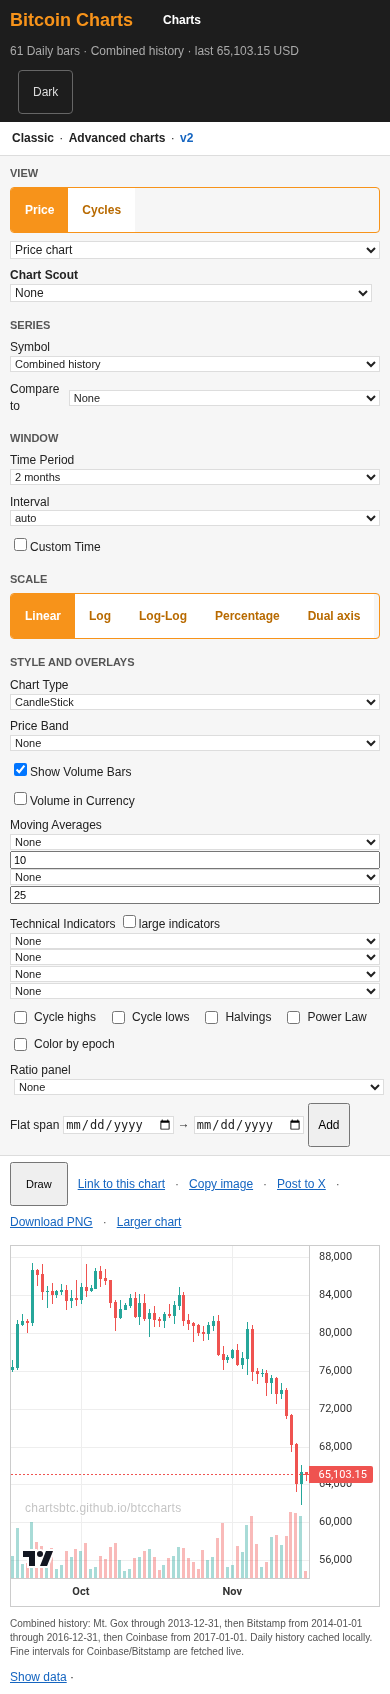 Bitcoin Charts Charts
61 Daily bars · Combined history · last 65,103.15 USD
Dark
Classic · Advanced charts · v2
VIEW
Price Cycles
Price chart
Chart Scout
None
SERIES
Symbol
Combined history
Compare to None
WINDOW
Time Period
2 months
Interval
auto
Custom Time
SCALE
Linear Log Log-Log Percentage Dual axis
STYLE AND OVERLAYS
Chart Type
CandleStick
Price Band
None
Show Volume Bars
Volume in Currency
Moving Averages
None
10
None
25
Technical Indicators large indicators
None
None
None
None
Cycle highs Cycle lows Halvings Power Law
Color by epoch
Ratio panel
None
Flat span mm/dd/yyyy → mm/dd/yyyy Add
Draw Link to this chart · Copy image · Post to X ·
Download PNG · Larger chart
88,000
84,000
80,000
76,000
72,000
68,000
65,103.15
64,000
chartsbtc.github.io/btccharts
60,000
56,000
Oct Nov
Combined history: Mt. Gox through 2013-12-31, then Bitstamp from 2014-01-01
through 2016-12-31, then Coinbase from 2017-01-01. Daily history cached locally.
Fine intervals for Coinbase/Bitstamp are fetched live.
Show data ·